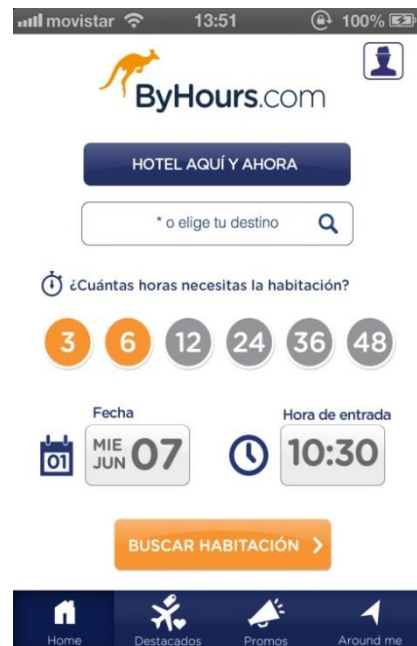 movistar 13:51 100%
ByHours.com
HOTEL AQUÍ Y AHORA
* o elige tu destino
¿Cuántas horas necesitas la habitación?
3 6 12 24 36 48
Fecha Hora de entrada
01 MIE JUN 07 10:30
BUSCAR HABITACIÓN
Home Destacados Promos Around me